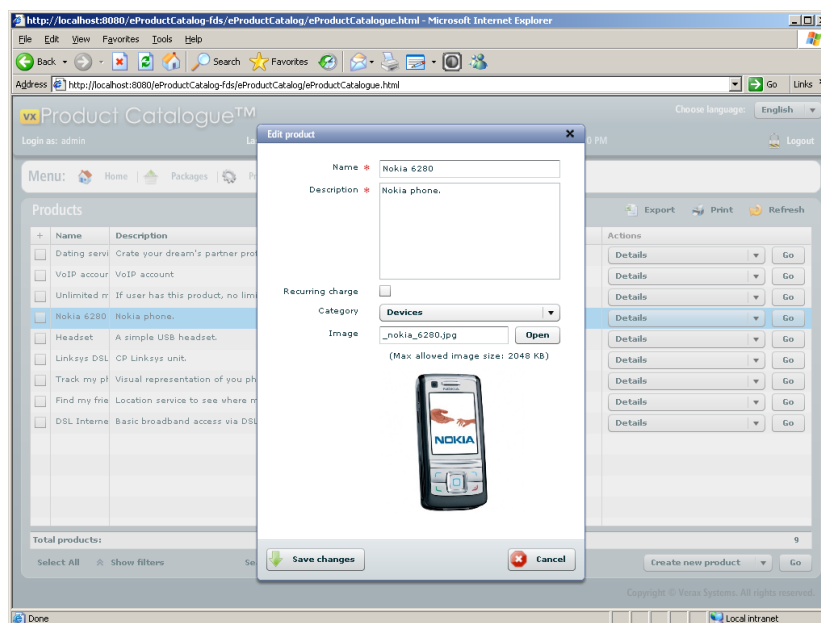 http://localhost:8080/eProductCatalog-fds/eProductCatalog/eProductCatalogue.html - Microsoft Internet Explorer
File Edit View Favorites Tools Help
Back Search Favorites
Address http://localhost:8080/eProductCatalog-fds/eProductCatalog/eProductCatalogue.html Go Links
vx Product Catalogue™ Choose language: English
Login as: admin La 0 PM Logout
Edit product
Menu: Home Packages Pr
Products Export Print Refresh
+ Name Description Actions
Dating servi Crate your dream's partner prof Details Go
VoIP accour VoIP account Details Go
Unlimited m If user has this product, no limi Details Go
Nokia 6280 Nokia phone. Details Go
Headset A simple USB headset. Details Go
Linksys DSL CP Linksys unit. Details Go
Track my ph Visual representation of you ph Details Go
Find my frie Location service to see where m Details Go
DSL Interne Basic broadband access via DSL Details Go
Name * Nokia 6280
Description * Nokia phone.
Recurring charge
Category Devices
Image _nokia_6280.jpg Open
(Max allowed image size: 2048 KB)
NOKIA
Save changes Cancel
Total products: 9
Select All Show filters Se Create new product Go
Copyright © Verax Systems. All rights reserved.
Done Local intranet